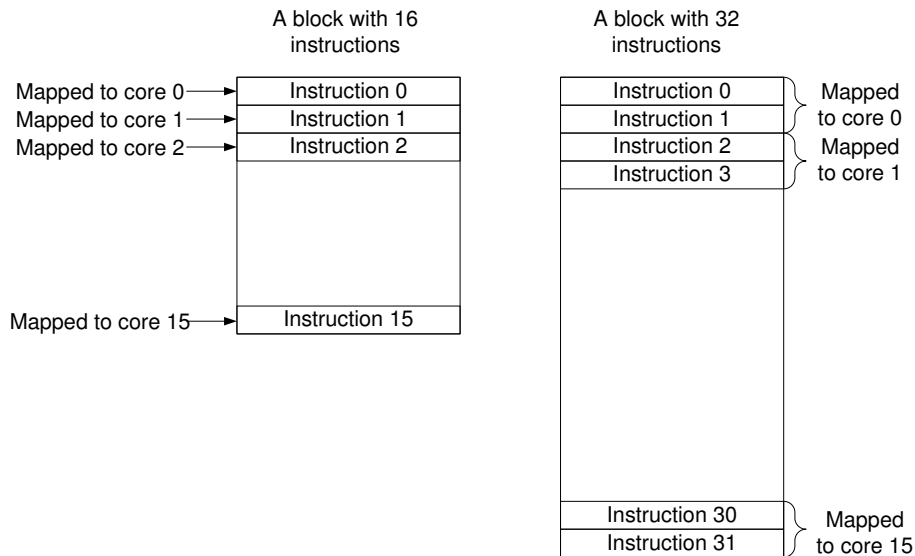 A block with 16
instructions
Mapped to core 0
Instruction 0
Mapped to core 1
Instruction 1
Mapped to core 2
Instruction 2
Mapped to core 15
Instruction 15
A block with 32
instructions
Instruction 0
Instruction 1
Mapped
to core 0
Instruction 2
Instruction 3
Mapped
to core 1
Instruction 30
Instruction 31
Mapped
to core 15